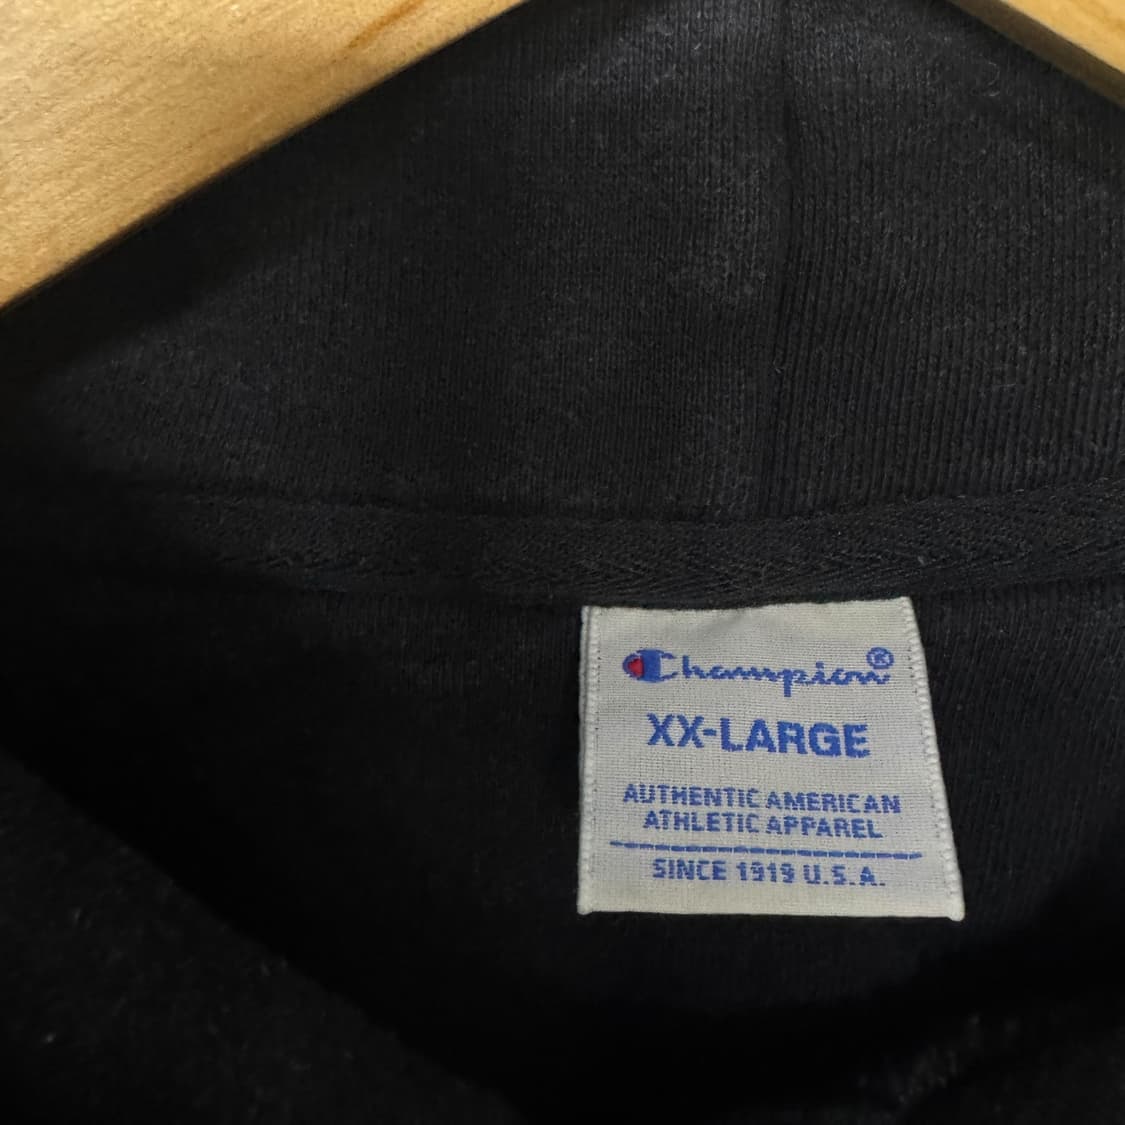 Champion®
XX-LARGE
AUTHENTIC AMERICAN
ATHLETIC APPAREL
SINCE 1919 U.S.A.